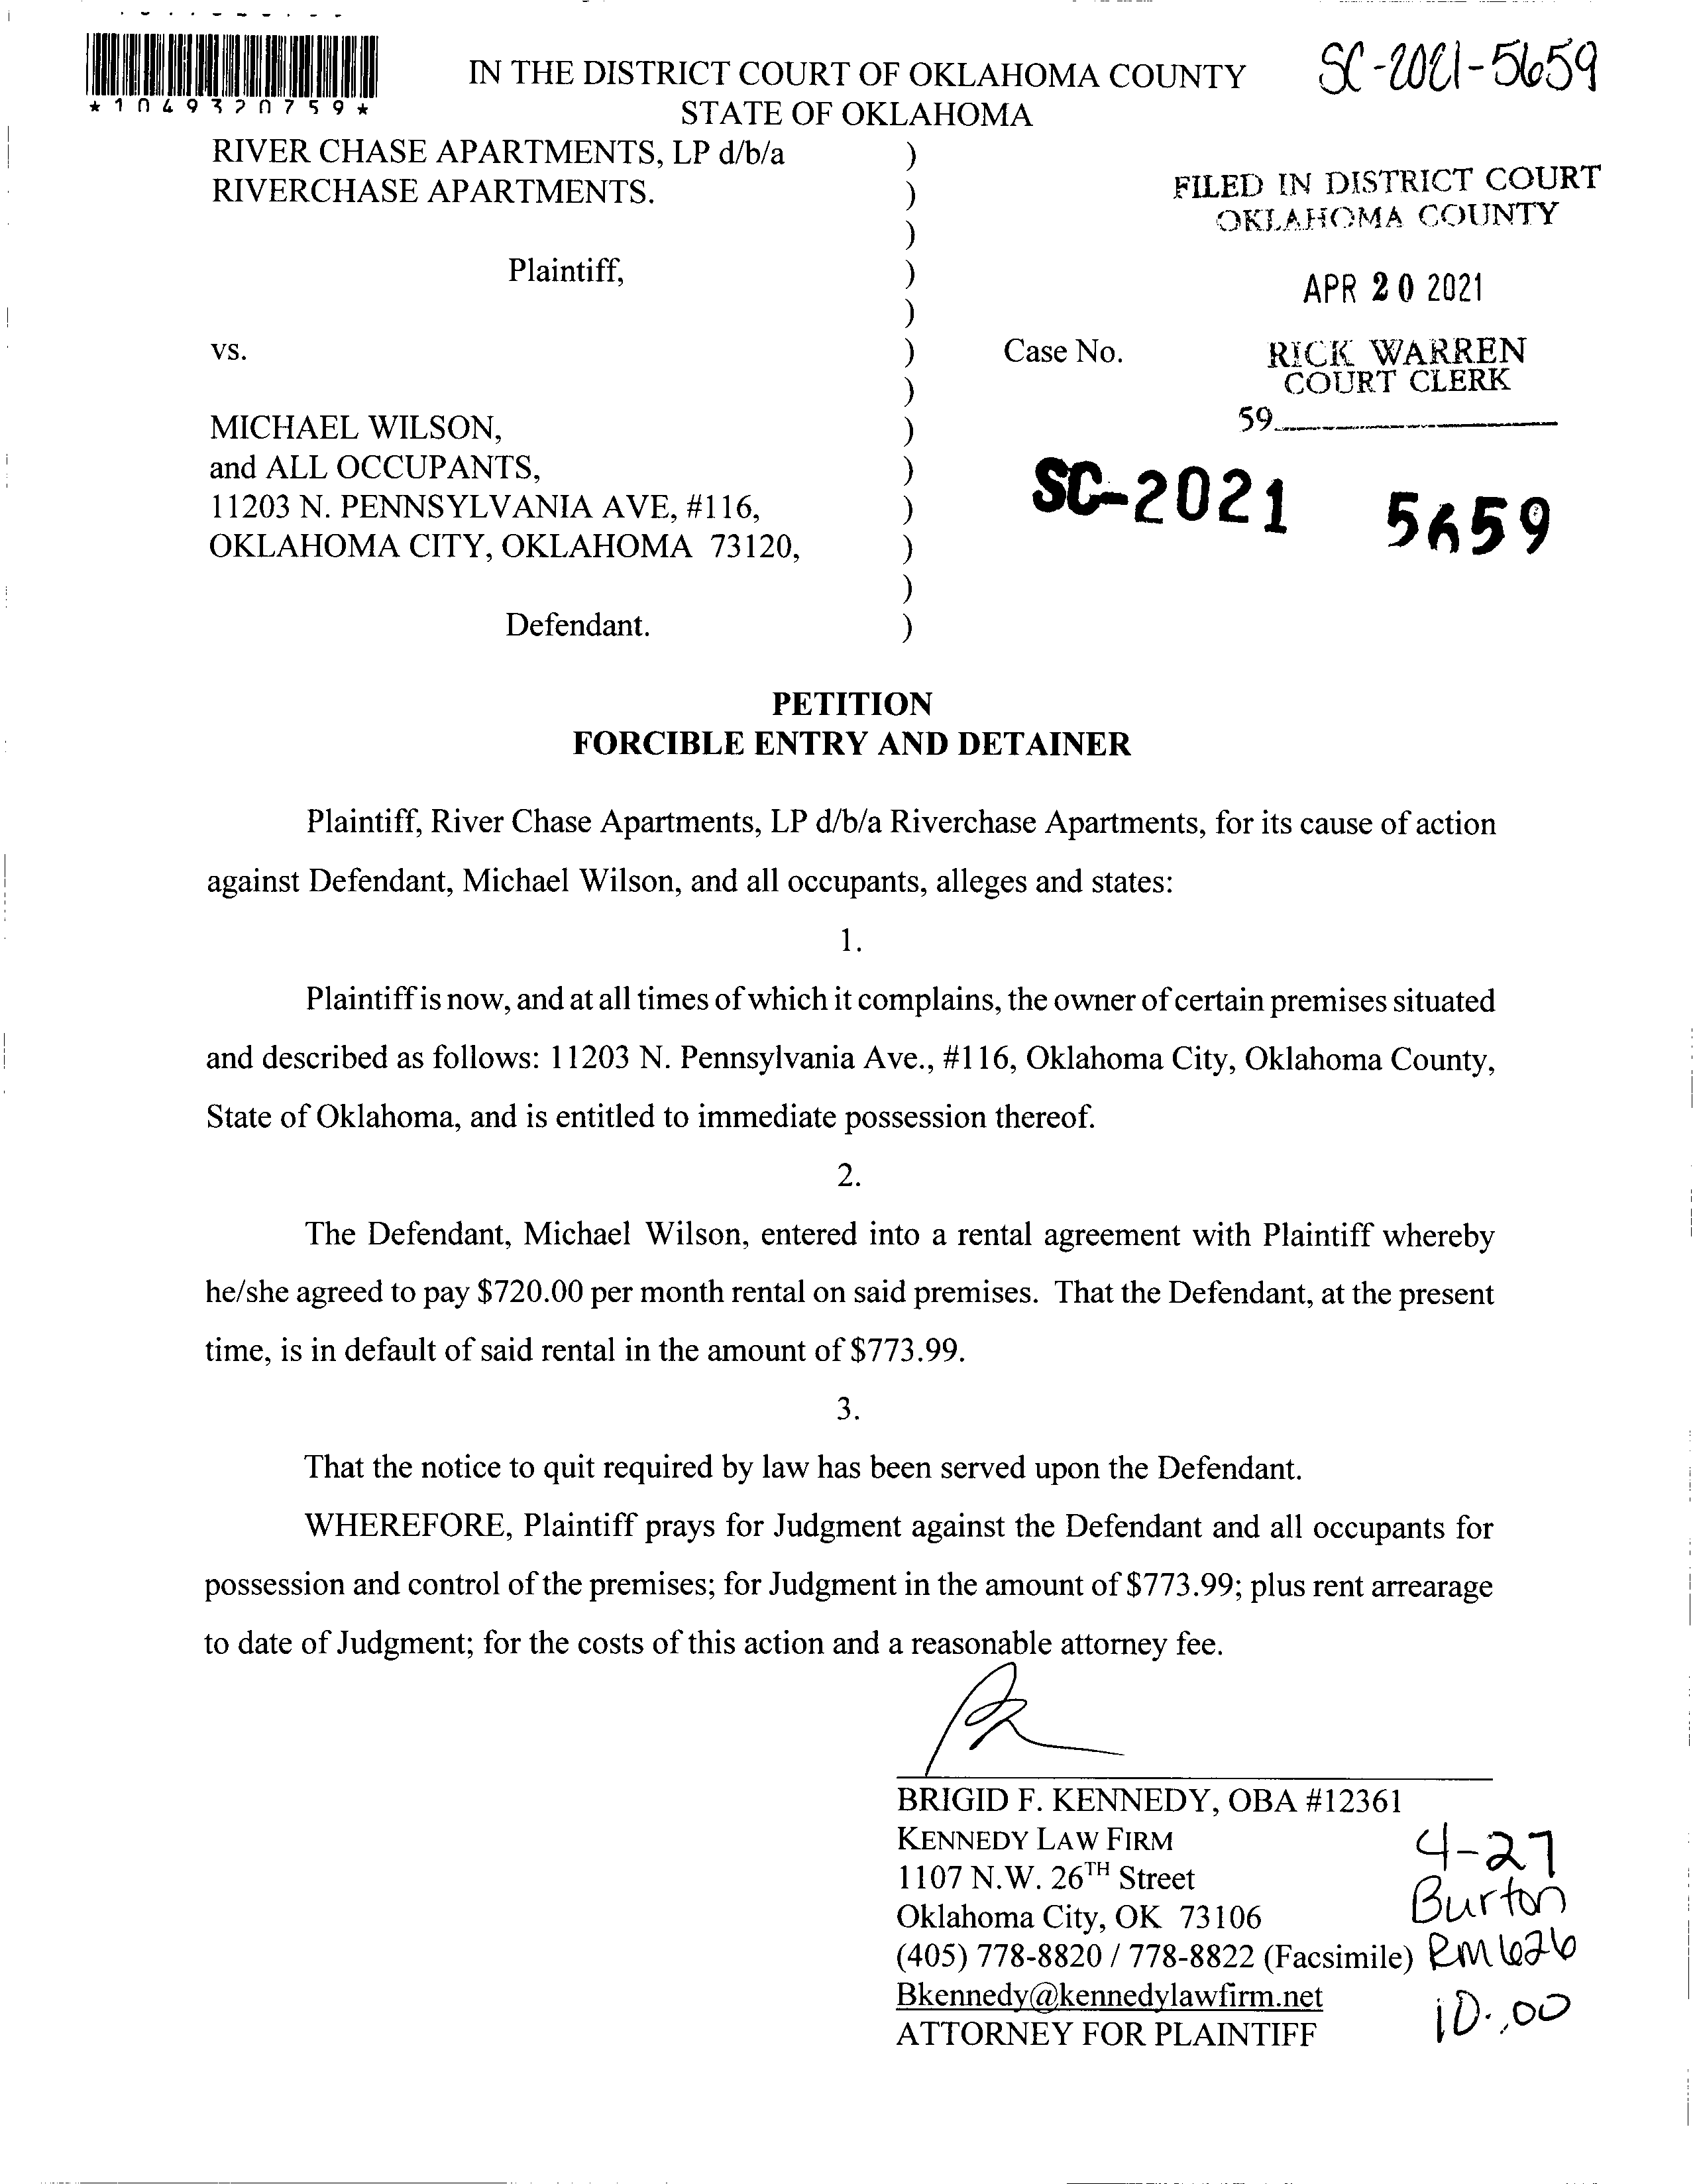 *1049320759*
IN THE DISTRICT COURT OF OKLAHOMA COUNTY
STATE OF OKLAHOMA
SC-2021-5659
RIVER CHASE APARTMENTS, LP d/b/a )
RIVERCHASE APARTMENTS. )
)
Plaintiff, )
)
vs. ) Case No.
)
MICHAEL WILSON, )
and ALL OCCUPANTS, )
11203 N. PENNSYLVANIA AVE, #116, )
OKLAHOMA CITY, OKLAHOMA 73120, )
)
Defendant. )
FILED IN DISTRICT COURT
OKLAHOMA COUNTY
APR 20 2021
RICK WARREN
COURT CLERK
59
SC-2021 5659
PETITION
FORCIBLE ENTRY AND DETAINER
Plaintiff, River Chase Apartments, LP d/b/a Riverchase Apartments, for its cause of action
against Defendant, Michael Wilson, and all occupants, alleges and states:
1.
Plaintiff is now, and at all times of which it complains, the owner of certain premises situated
and described as follows: 11203 N. Pennsylvania Ave., #116, Oklahoma City, Oklahoma County,
State of Oklahoma, and is entitled to immediate possession thereof.
2.
The Defendant, Michael Wilson, entered into a rental agreement with Plaintiff whereby
he/she agreed to pay $720.00 per month rental on said premises. That the Defendant, at the present
time, is in default of said rental in the amount of $773.99.
3.
That the notice to quit required by law has been served upon the Defendant.
WHEREFORE, Plaintiff prays for Judgment against the Defendant and all occupants for
possession and control of the premises; for Judgment in the amount of $773.99; plus rent arrearage
to date of Judgment; for the costs of this action and a reasonable attorney fee.
BRIGID F. KENNEDY, OBA #12361
KENNEDY LAW FIRM
1107 N.W. 26TH Street
Oklahoma City, OK 73106
(405) 778-8820 / 778-8822 (Facsimile)
Bkennedy@kennedylawfirm.net
ATTORNEY FOR PLAINTIFF
4-27
Burton
RM 626
10:00